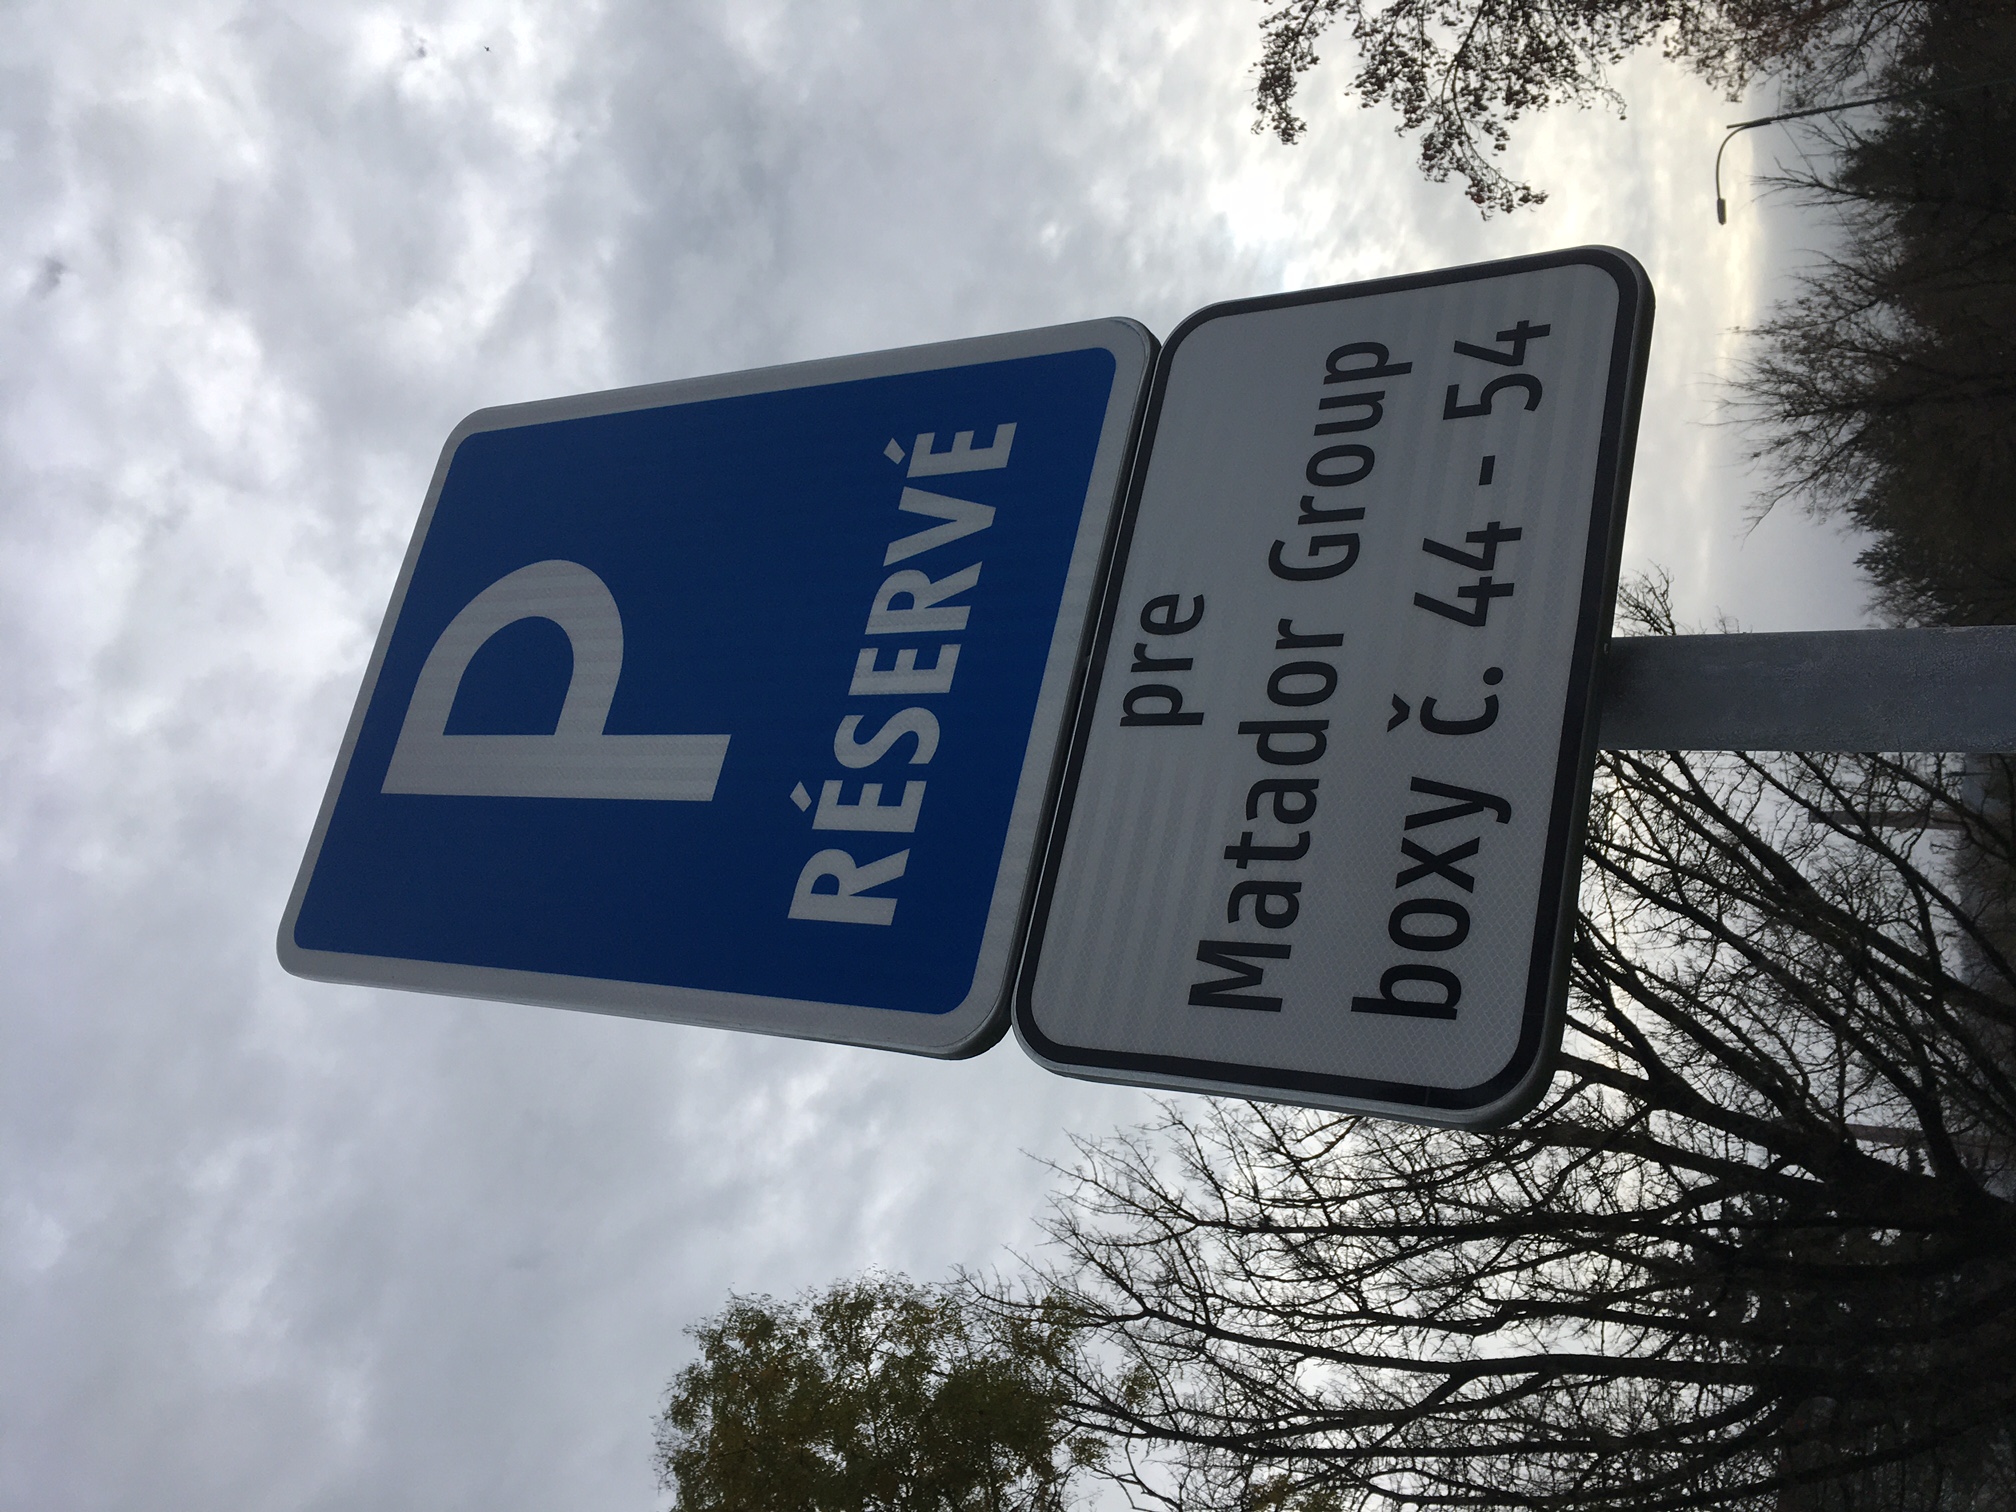 P
RÉSERVÉ
pre
Matador Group
boxy č. 44 - 54